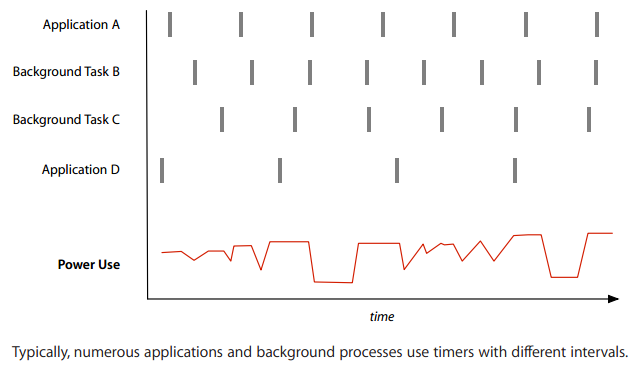 Application A
Background Task B
Background Task C
Application D
Power Use
time
Typically, numerous applications and background processes use timers with different intervals.